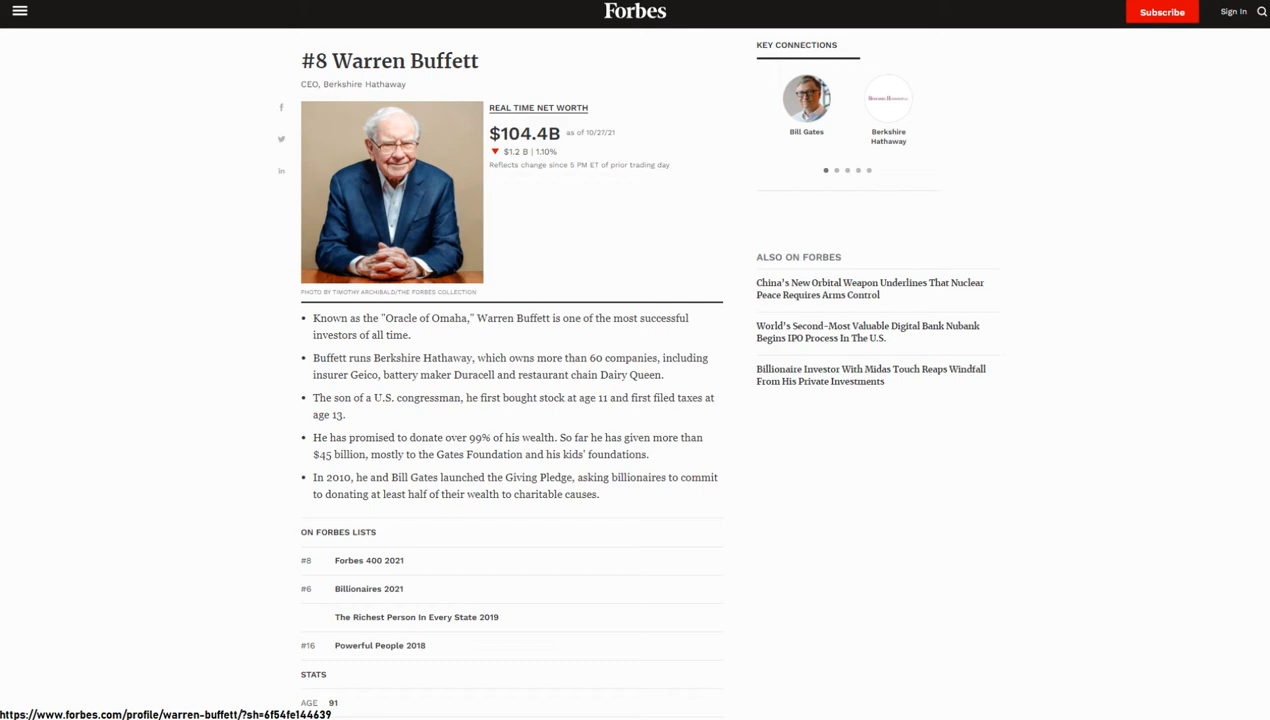 Forbes
Subscribe
Sign In
#8 Warren Buffett
CEO, Berkshire Hathaway
f
in
REAL TIME NET WORTH
$104.4B as of 10/27/21
$1.2 B | 1.10%
Reflects change since 5 PM ET of prior trading day
PHOTO BY TIMOTHY ARCHIBALD/THE FORBES COLLECTION
• Known as the "Oracle of Omaha," Warren Buffett is one of the most successful
investors of all time.
• Buffett runs Berkshire Hathaway, which owns more than 60 companies, including
insurer Geico, battery maker Duracell and restaurant chain Dairy Queen.
• The son of a U.S. congressman, he first bought stock at age 11 and first filed taxes at
age 13.
• He has promised to donate over 99% of his wealth. So far he has given more than
$45 billion, mostly to the Gates Foundation and his kids' foundations.
• In 2010, he and Bill Gates launched the Giving Pledge, asking billionaires to commit
to donating at least half of their wealth to charitable causes.
ON FORBES LISTS
#8 Forbes 400 2021
#6 Billionaires 2021
The Richest Person In Every State 2019
#16 Powerful People 2018
STATS
AGE 91
KEY CONNECTIONS
BERKSHIRE HATHAWAY
Bill Gates
Berkshire
Hathaway
ALSO ON FORBES
China's New Orbital Weapon Underlines That Nuclear
Peace Requires Arms Control
World's Second-Most Valuable Digital Bank Nubank
Begins IPO Process In The U.S.
Billionaire Investor With Midas Touch Reaps Windfall
From His Private Investments
https://www.forbes.com/profile/warren-buffett/?sh=6f54fe144639